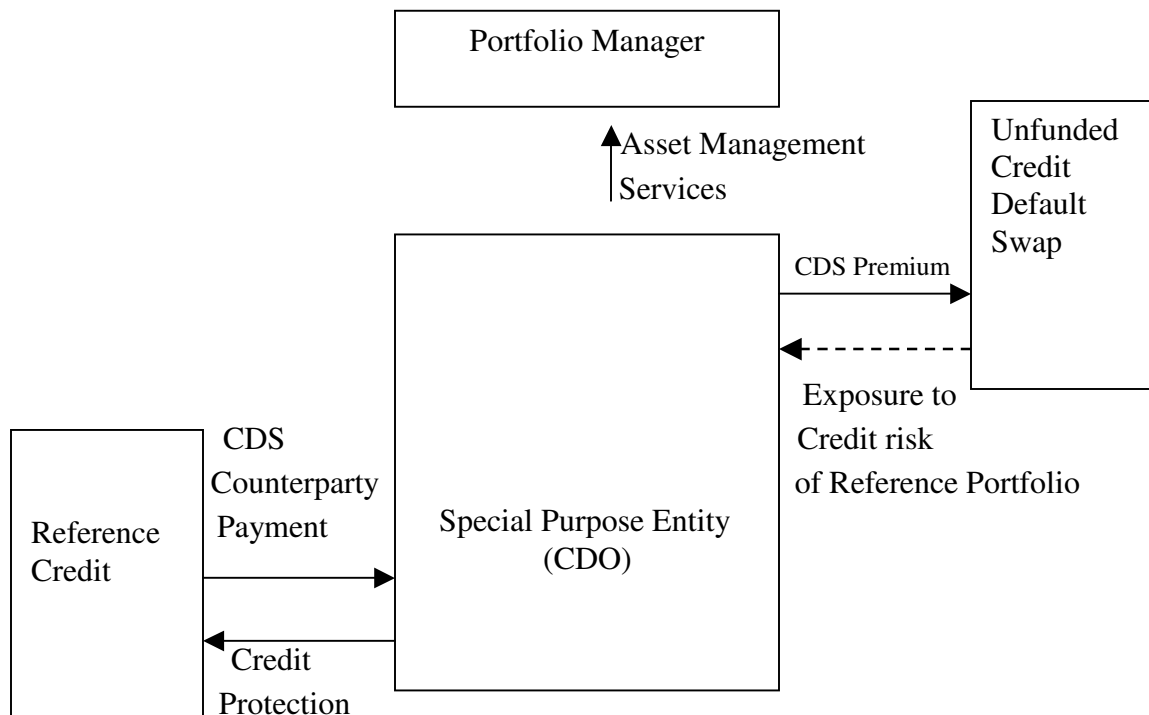 Portfolio Manager
Asset Management
Services
Unfunded
Credit
Default
Swap
CDS Premium
Exposure to
Credit risk
of Reference Portfolio
CDS
Counterparty
Payment
Reference
Credit
Special Purpose Entity
(CDO)
Credit
Protection